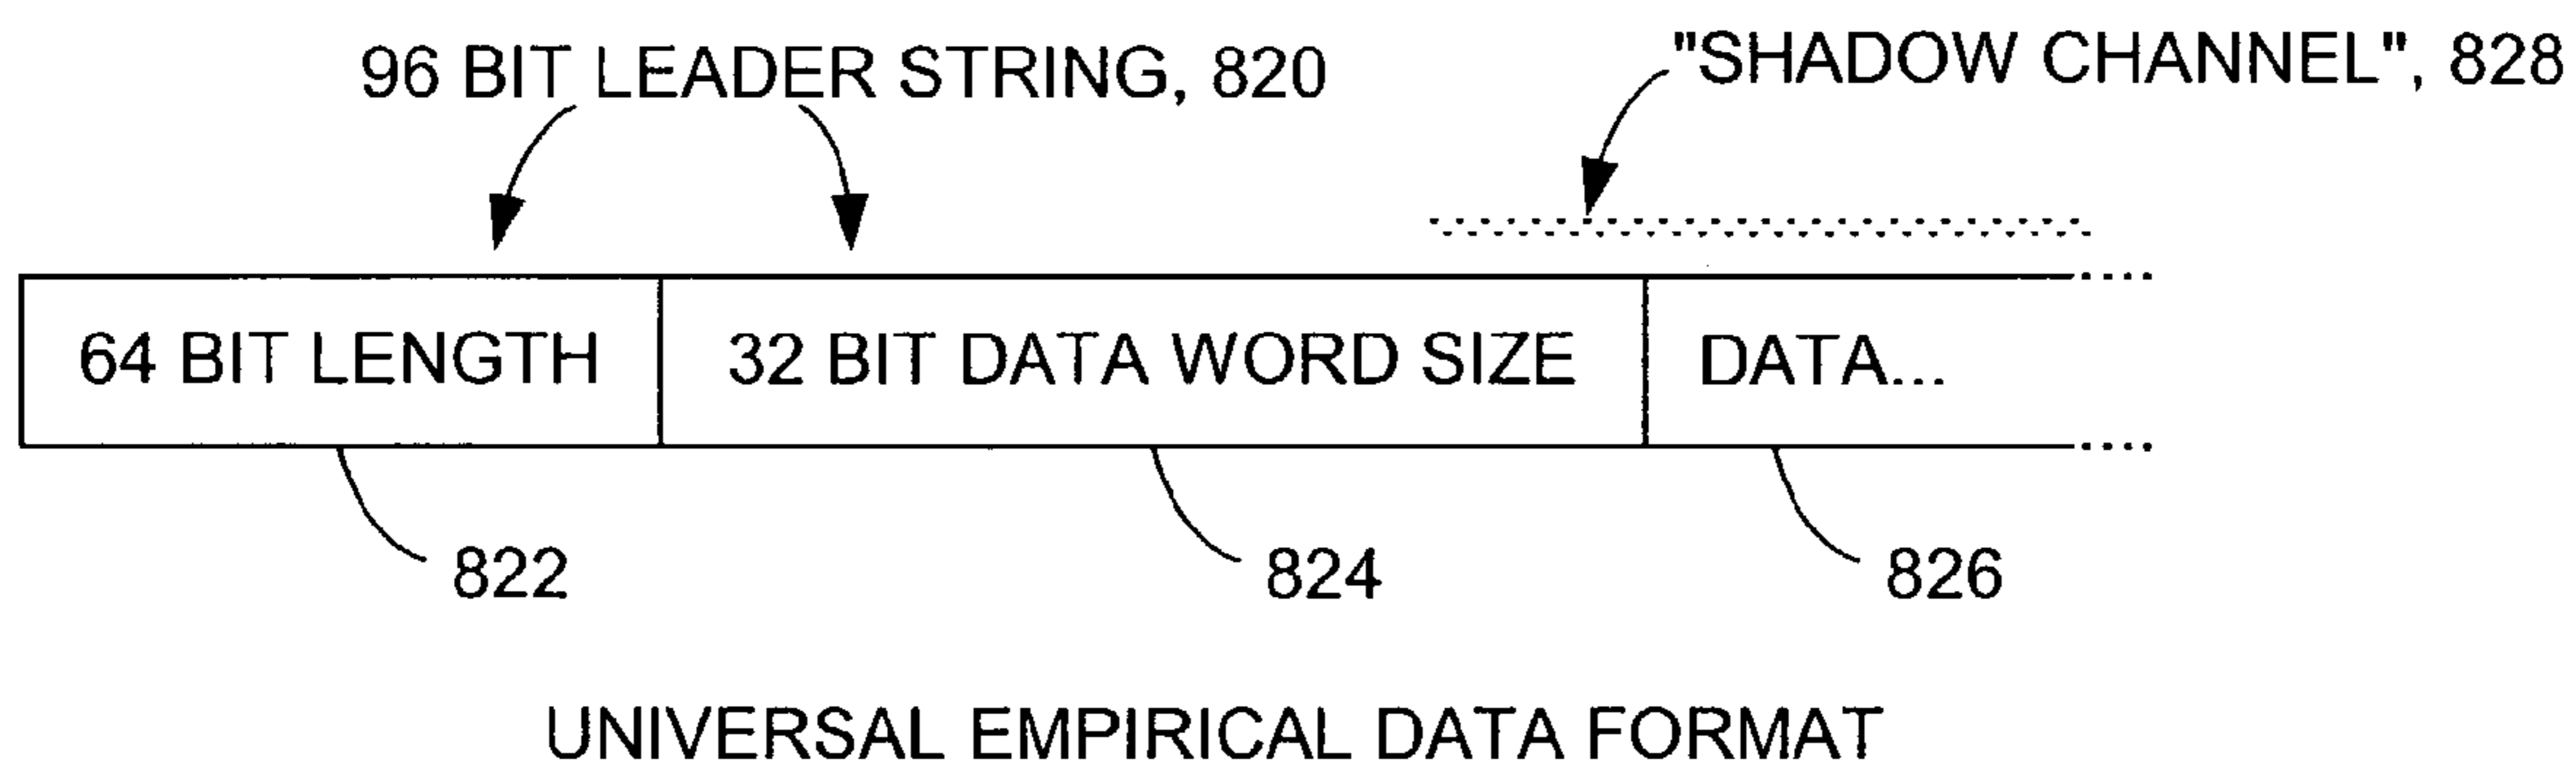 96 BIT LEADER STRING, 820
"SHADOW CHANNEL", 828
64 BIT LENGTH
32 BIT DATA WORD SIZE
DATA...
822
824
826
UNIVERSAL EMPIRICAL DATA FORMAT